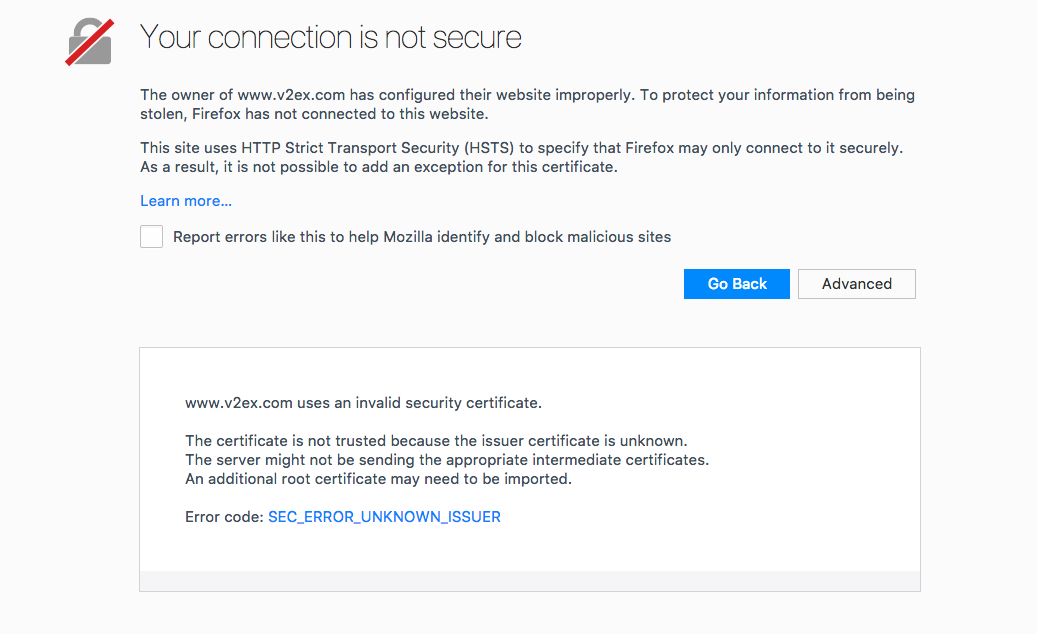 Your connection is not secure
The owner of www.v2ex.com has configured their website improperly. To protect your information from being
stolen, Firefox has not connected to this website.
This site uses HTTP Strict Transport Security (HSTS) to specify that Firefox may only connect to it securely.
As a result, it is not possible to add an exception for this certificate.
Learn more...
Report errors like this to help Mozilla identify and block malicious sites
Go Back
Advanced
www.v2ex.com uses an invalid security certificate.
The certificate is not trusted because the issuer certificate is unknown.
The server might not be sending the appropriate intermediate certificates.
An additional root certificate may need to be imported.
Error code: SEC_ERROR_UNKNOWN_ISSUER